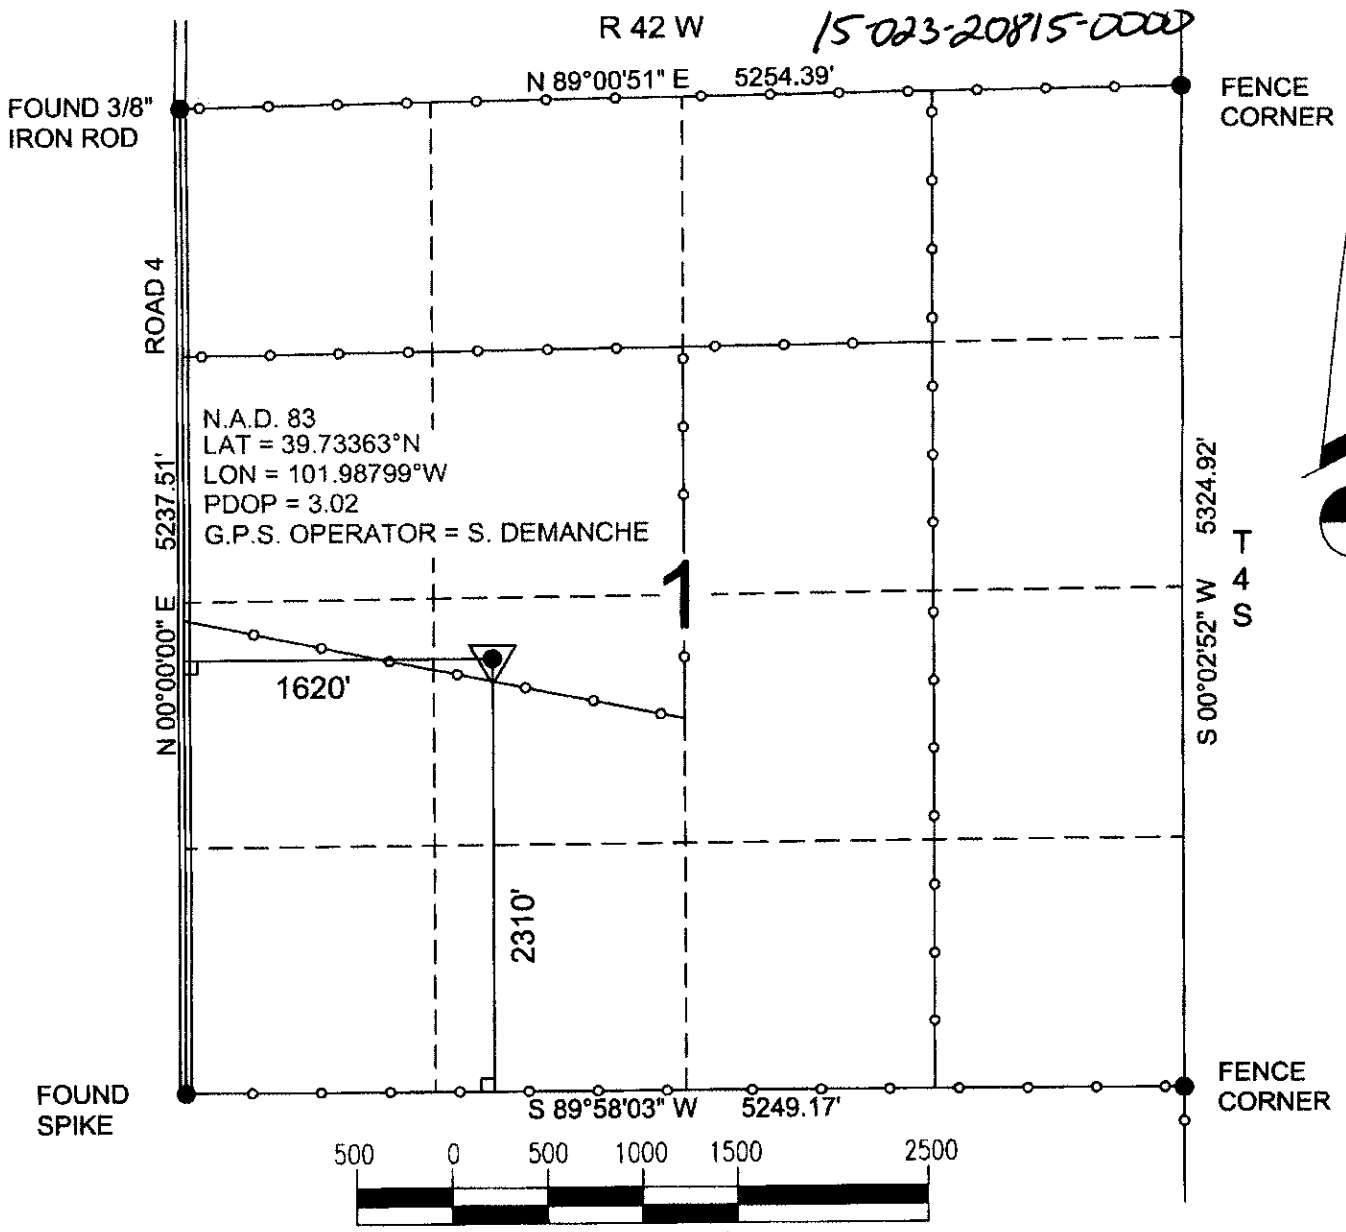 R 42 W
15-023-20815-0000
N 89°00'51" E 5254.39'
FOUND 3/8"
IRON ROD
FENCE
CORNER
ROAD 4
N.A.D. 83
LAT = 39.73363°N
LON = 101.98799°W
PDOP = 3.02
G.P.S. OPERATOR = S. DEMANCHE
N 00°00'00" E 5237.51'
1
S 00°02'52" W 5324.92'
T
4
S
1620'
2310'
FOUND
SPIKE
S 89°58'03" W 5249.17'
FENCE
CORNER
500 0 500 1000 1500 2500